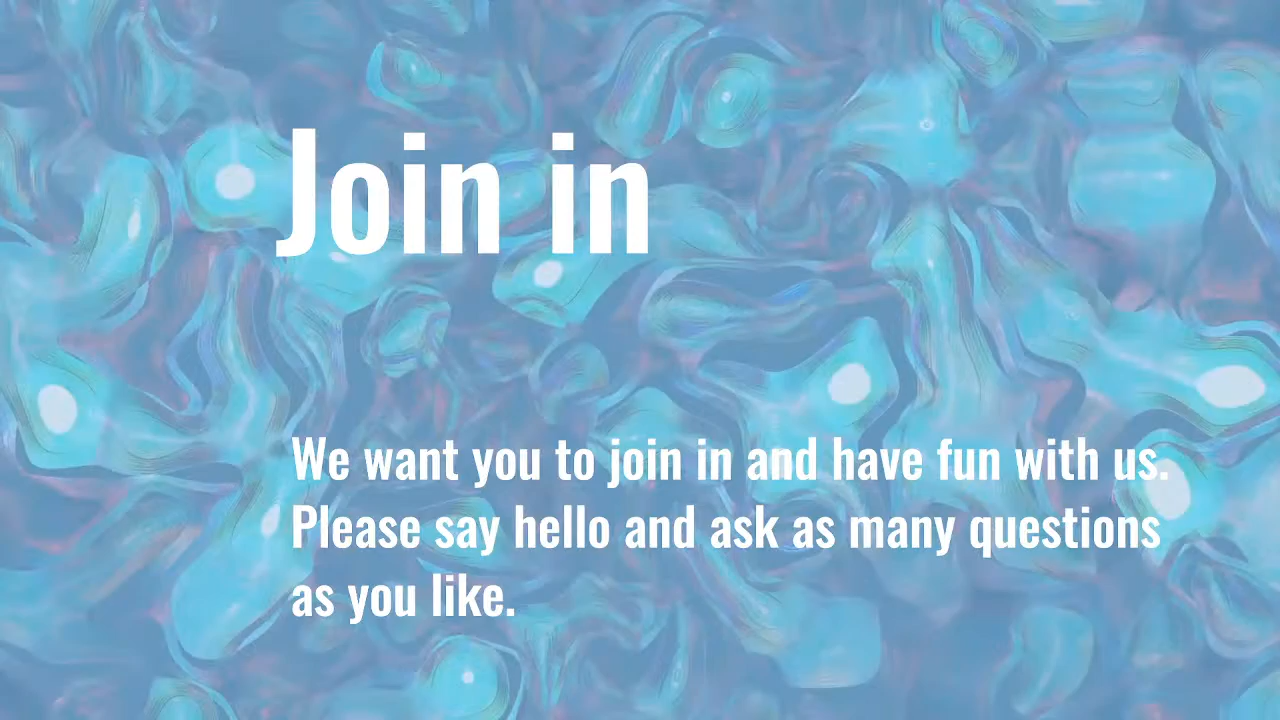 Join in
We want you to join in and have fun with us.
Please say hello and ask as many questions
as you like.